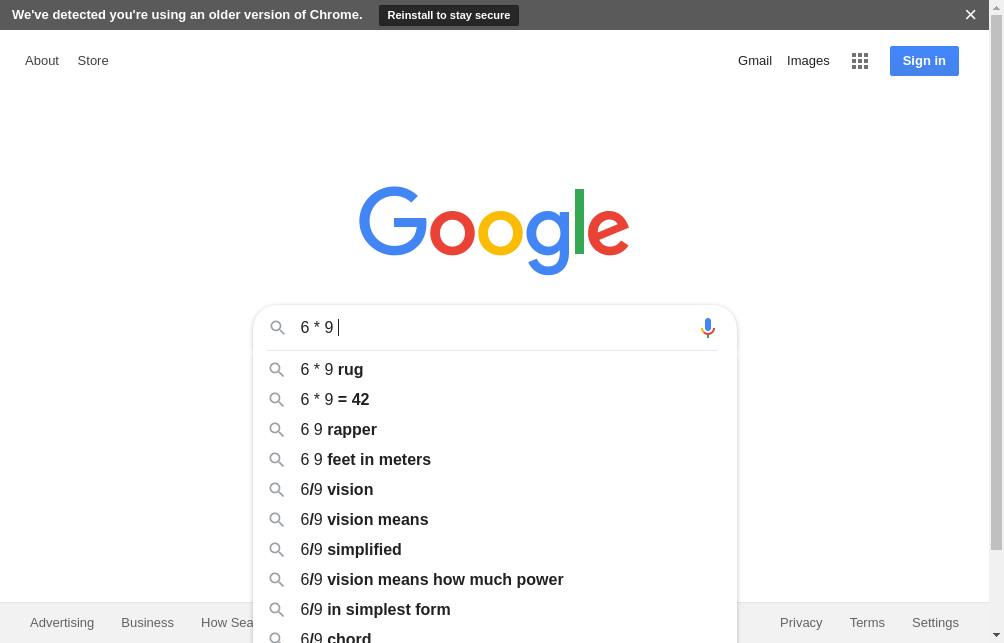 We've detected you're using an older version of Chrome. Reinstall to stay secure ×
About Store Gmail Images Sign in
Google
6 * 9
6 * 9 rug
6 * 9 = 42
6 9 rapper
6 9 feet in meters
6/9 vision
6/9 vision means
6/9 simplified
6/9 vision means how much power
6/9 in simplest form
Advertising Business How Sea Privacy Terms Settings
6/9 chord